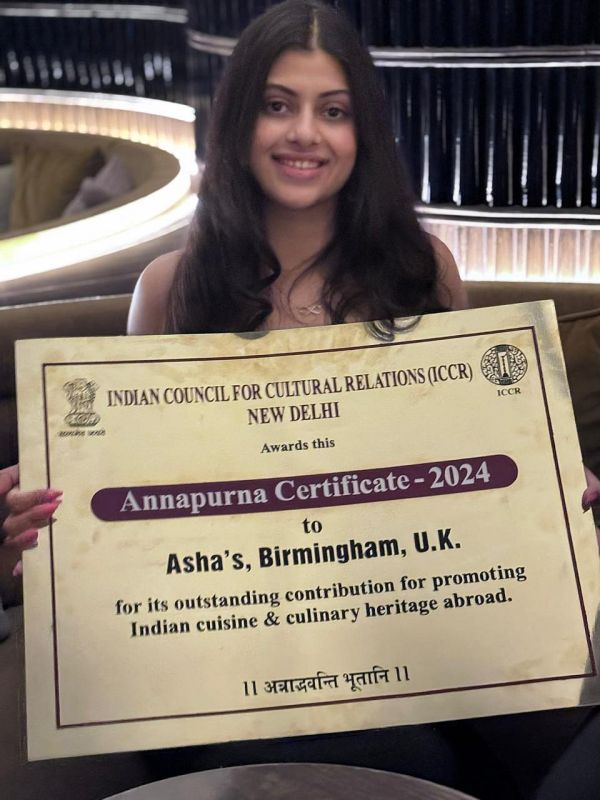 INDIAN COUNCIL FOR CULTURAL RELATIONS (ICCR)
NEW DELHI
ICCR
Awards this
Annapurna Certificate - 2024
to
Asha's, Birmingham, U.K.
for its outstanding contribution for promoting
Indian cuisine & culinary heritage abroad.
।। अन्नाद्भवन्ति भूतानि ।।